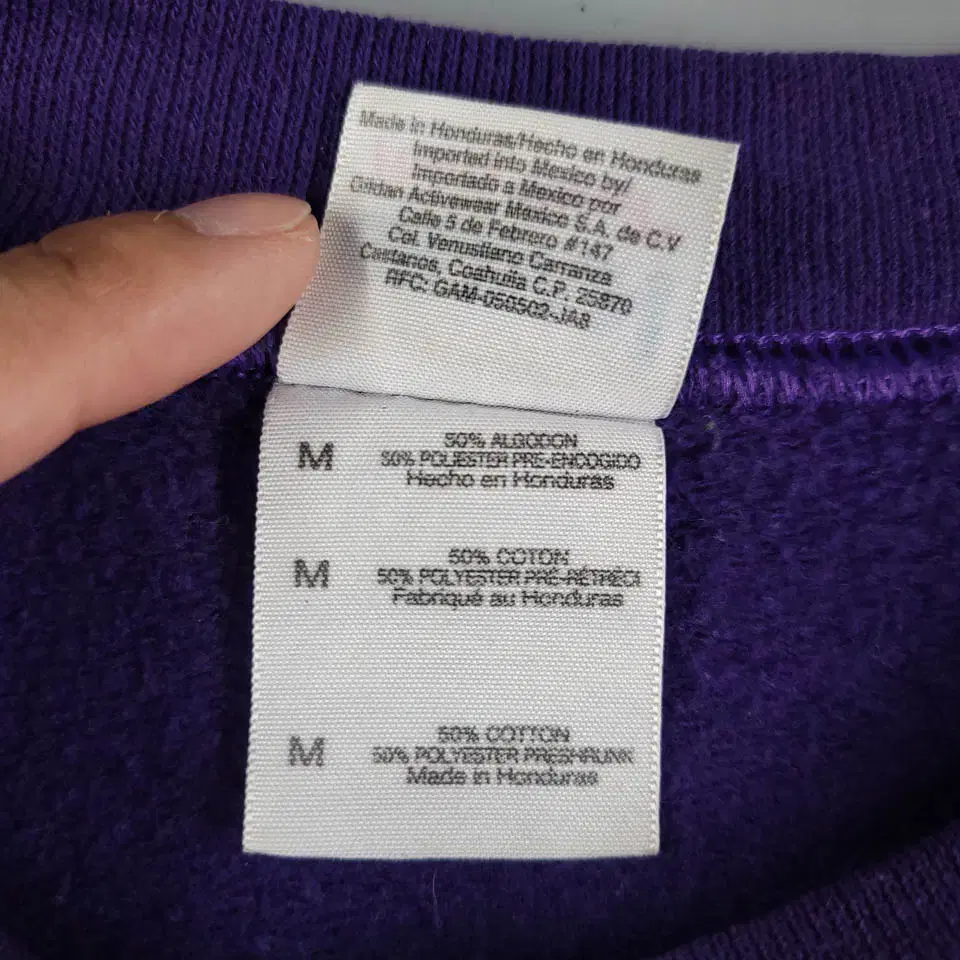 Made in Honduras/Hecho en Honduras
Imported into Mexico by/
Importado a Mexico por
Gildan Activewear Mexico S.A. de C.V
Calle 5 de Febrero #147
Col. Venustiano Carranza
Castanos, Coahuila C.P. 25870
RFC: GAM-050502-JA8
M
50% ALGODON
50% POLIESTER PRE-ENCOGIDO
Hecho en Honduras
M
50% COTON
50% POLYESTER PRÉ-RÉTRÉCI
Fabriqué au Honduras
M
50% COTTON
50% POLYESTER PRESHRUNK
Made in Honduras